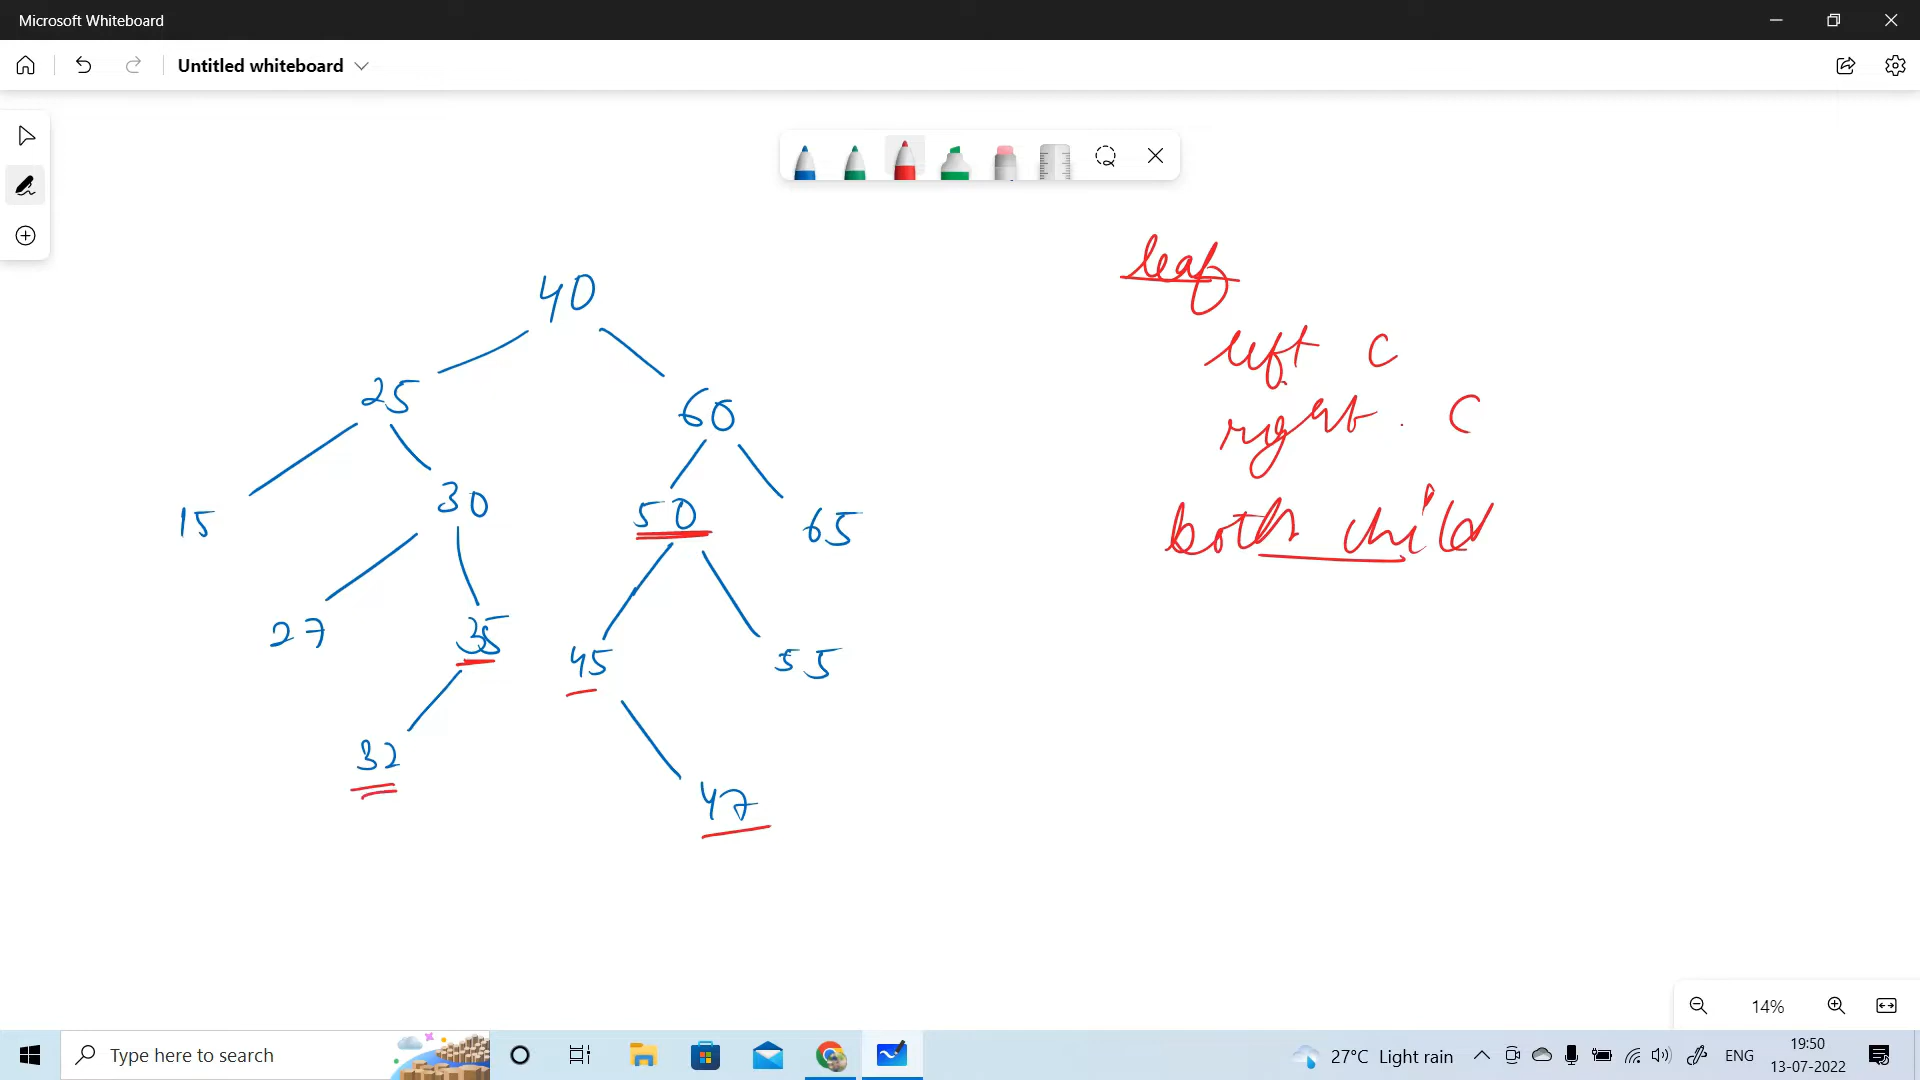 Microsoft Whiteboard
Untitled whiteboard
leaf
40
left C
25
60
right . C
15
30
50
65
both child
27
35
45
55
32
47
14%
Type here to search
27°C Light rain
ENG
19:50
13-07-2022